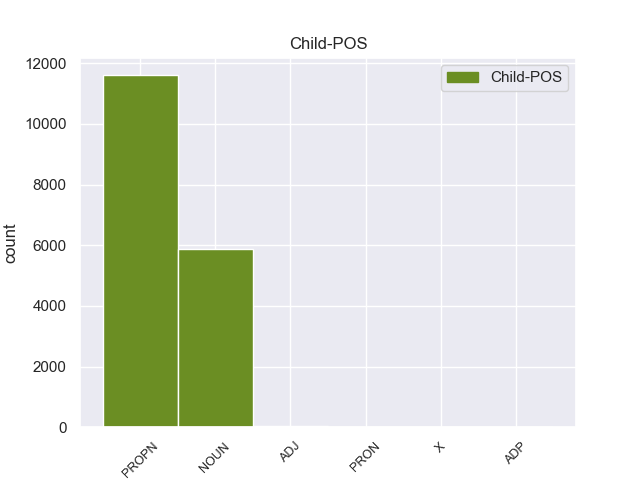 Child-POS
Child-POS
12000
10000
8000
6000
4000
2000
0
count
PROPN
NOUN
ADJ
PRON
X
ADP